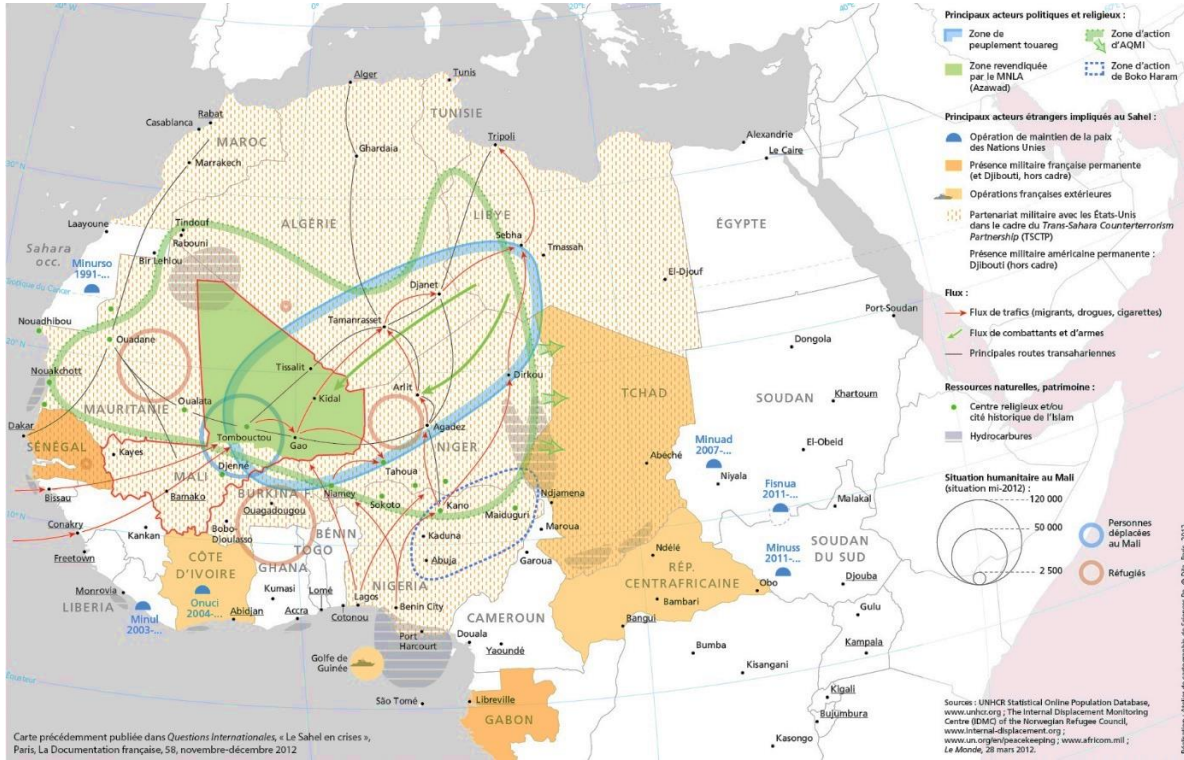 Principaux acteurs politiques et religieux :
Zone de
peuplement touareg
Zone d'action
d'AQMI
Zone revendiquée
par le MNLA
(Azawad)
Zone d'action
de Boko Haram
Principaux acteurs étrangers impliqués au Sahel :
Opération de maintien de la paix
des Nations Unies
Présence militaire française permanente
(et Djibouti, hors cadre)
Opérations françaises extérieures
Partenariat militaire avec les États-Unis
dans le cadre du Trans-Sahara Counterterrorism
Partnership (TSCTP)
Présence militaire américaine permanente :
Djibouti (hors cadre)
Flux :
Flux de trafics (migrants, drogues, cigarettes)
Flux de combattants et d'armes
Principales routes transahariennes
Ressources naturelles, patrimoine :
Centre religieux et/ou
cité historique de l'Islam
Hydrocarbures
Situation humanitaire au Mali
(situation mi-2012) :
120 000
50 000
2 500
Personnes
déplacées
au Mali
Réfugiés
Sources : UNHCR Statistical Online Population Database,
www.unhcr.org ; The Internal Displacement Monitoring
Centre (IDMC) of the Norwegian Refugee Council,
www.internal-displacement.org ;
www.un.org/en/peacekeeping ; www.africom.mil ;
Le Monde, 28 mars 2012.
0°
20°
40°
30° N
20° N
10° N
Équateur
Alger
Tunis
Rabat
Casablanca
TUNISIE
MAROC
Tripoli
Alexandrie
Le Caire
Marrakech
Ghardaia
Laayoune
Tindouf
Rabouni
ALGÉRIE
LIBYE
ÉGYPTE
Sahara
occ.
Bir Lehlou
Sebha
Tmassah
Minurso
1991-...
El-Djouf
Djanet
Port-Soudan
Nouadhibou
Ouadane
Tamanrasset
Dongola
Nouakchott
Tissalit
Arlit
Dirkou
TCHAD
SOUDAN
Khartoum
MAURITANIE
Oualata
Kidal
Dakar
Tombouctou
Gao
Agadez
SÉNÉGAL
Kayes
NIGER
Minuad
2007-...
El-Obeid
Abéché
MALI
Djenné
Tahoua
Niyala
Fisnua
2011-...
Bissau
Bamako
BURKINA F.
Niamey
Sokoto
Ndjamena
Malakal
Ouagadougou
Kano
Maiduguri
Conakry
Kankan
Bobo-
Dioulasso
BÉNIN
TOGO
Kaduna
Maroua
SOUDAN
DU SUD
Freetown
CÔTE
D'IVOIRE
GHANA
Abuja
Garoua
Ndélé
Minuss
2011-...
RÉP.
CENTRAFRICAINE
Obo
Djouba
Monrovia
Kumasi
Lomé
NIGERIA
Lagos
Bambari
LIBERIA
Minul
2003-...
Onuci
2004-...
Abidjan
Accra
Cotonou
Benin City
CAMEROUN
Bangui
Gulu
Port
Harcourt
Douala
Yaoundé
Bumba
Kampala
Golfe de
Guinée
Kisangani
São Tomé
Libreville
Kigali
GABON
Bujumbura
Kasongo
Carte précédemment publiée dans Questions Internationales, « Le Sahel en crises »,
Paris, La Documentation française, 58, novembre-décembre 2012